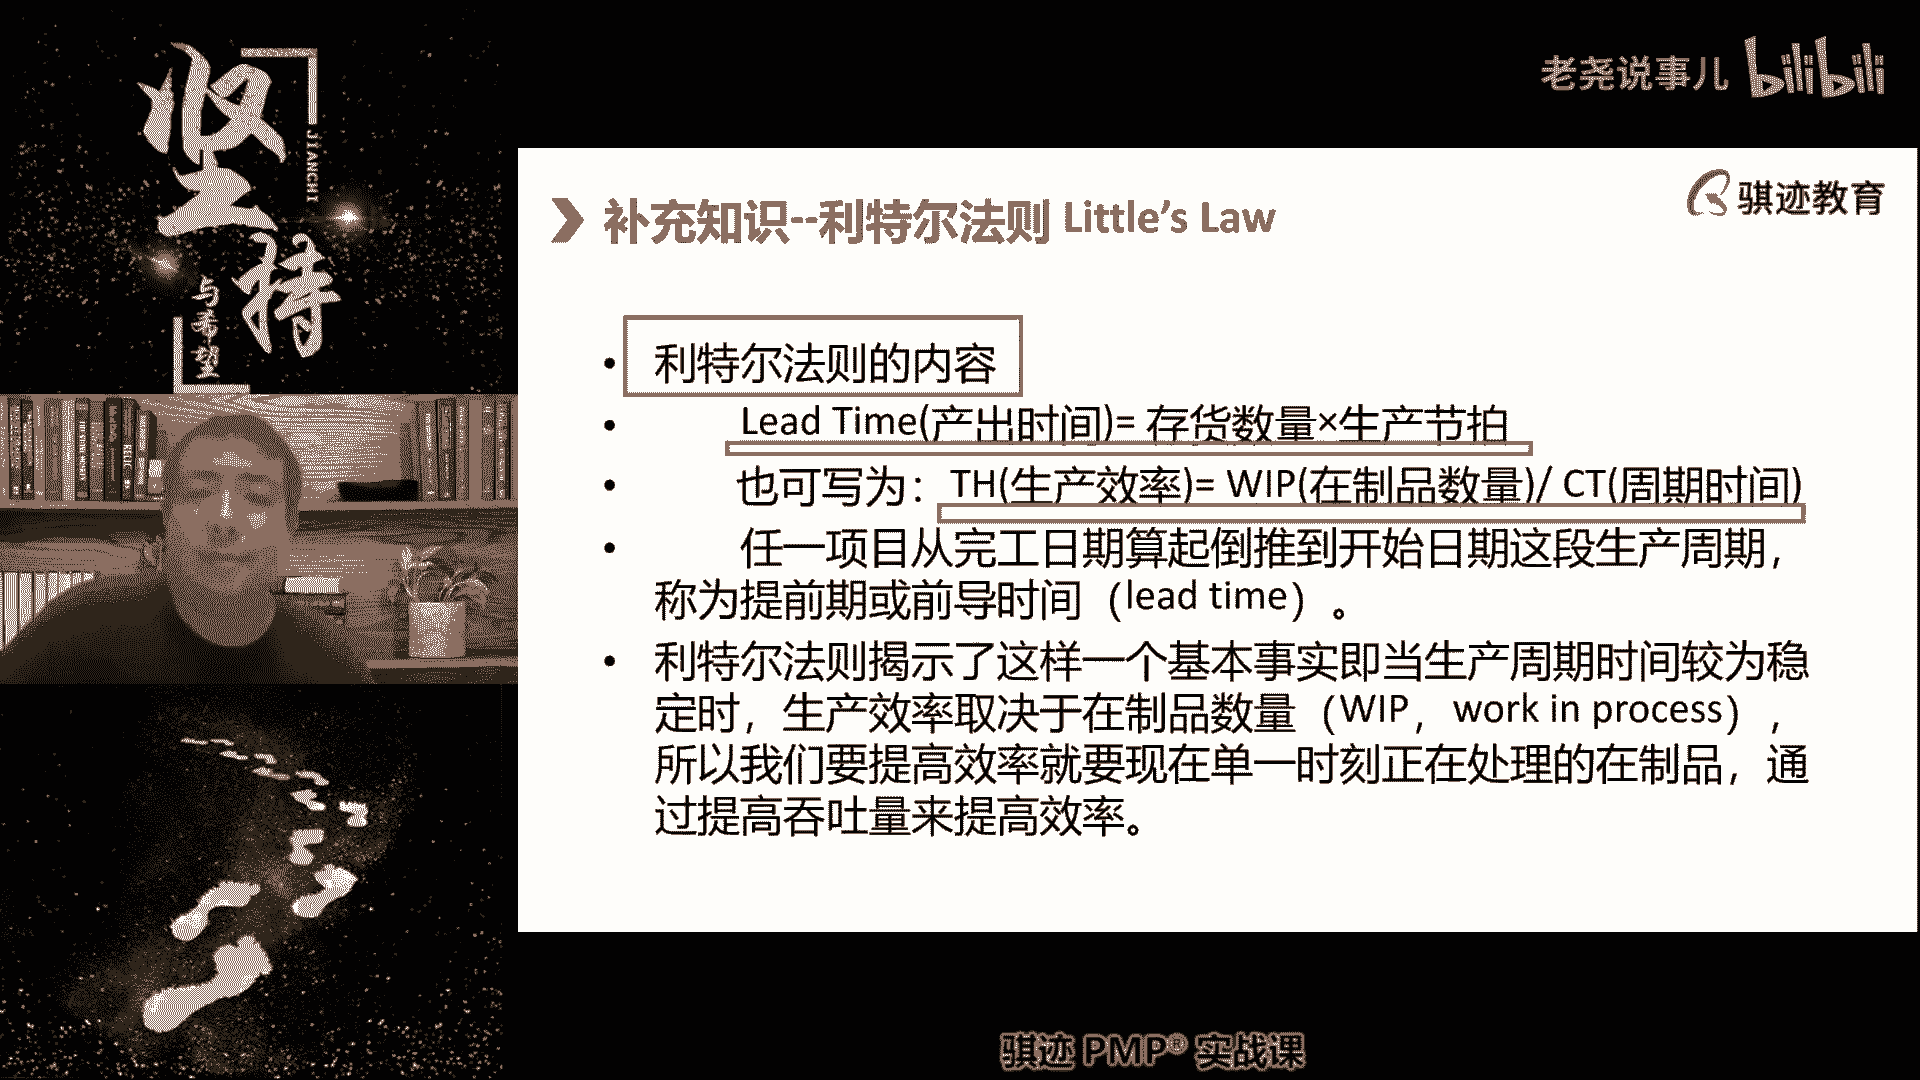 坚
持
JIANCHI
与希望
老尧说事儿 bilibili
骐迹教育
补充知识--利特尔法则 Little’s Law
• 利特尔法则的内容
• Lead Time(产出时间)= 存货数量×生产节拍
• 也可写为：TH(生产效率)= WIP(在制品数量)/ CT(周期时间)
• 任一项目从完工日期算起倒推到开始日期这段生产周期，
称为提前期或前导时间（lead time）。
• 利特尔法则揭示了这样一个基本事实即当生产周期时间较为稳
定时，生产效率取决于在制品数量（WIP，work in process），
所以我们要提高效率就要现在单一时刻正在处理的在制品，通
过提高吞吐量来提高效率。
骐迹 PMP® 实战课